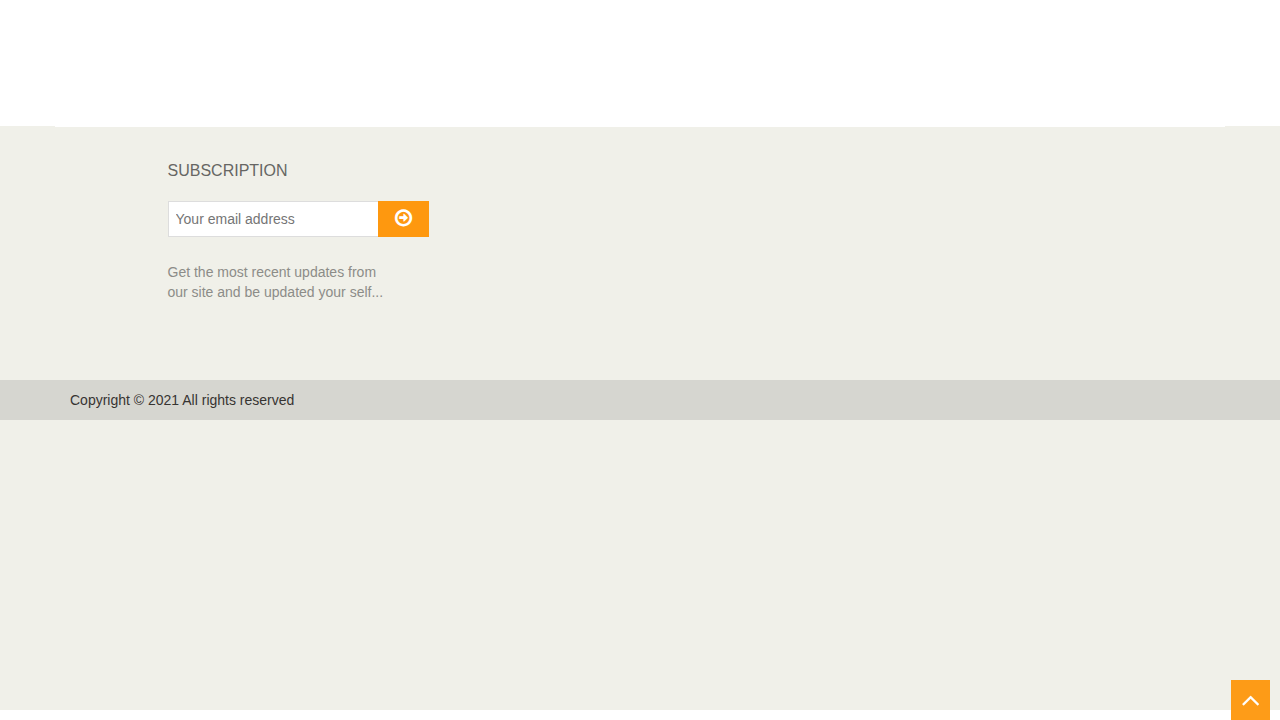 SUBSCRIPTION
Your email address
Get the most recent updates from
our site and be updated your self...
Copyright © 2021 All rights reserved